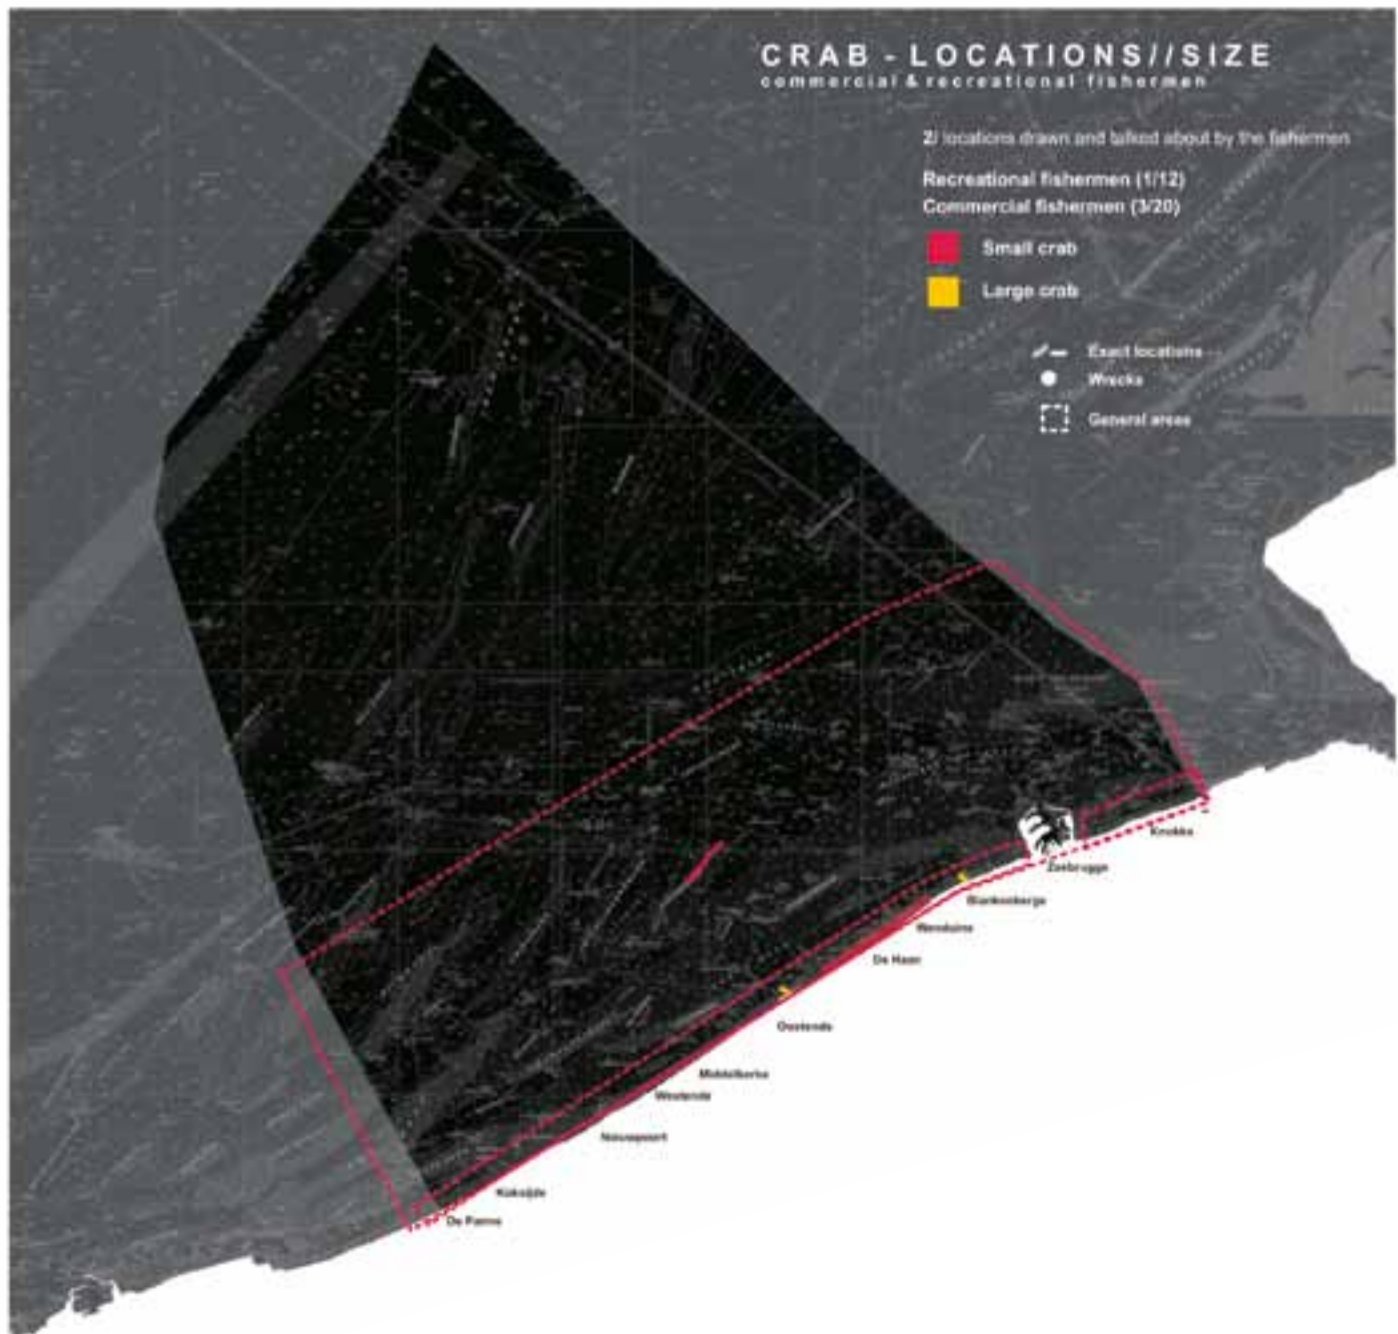 CRAB - LOCATIONS//SIZE
commercial & recreational fishermen
2/ locations drawn and talked about by the fishermen
Recreational fishermen (1/12)
Commercial fishermen (3/20)
Small crab
Large crab
Exact locations
Wrecks
General areas
Knokke
Zeebrugge
Blankenberge
Wenduine
De Haan
Oostende
Middelkerke
Westende
Nieuwpoort
Koksijde
De Panne